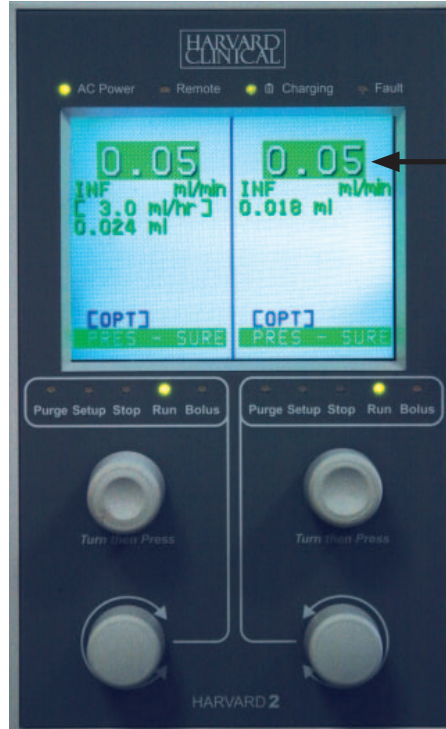 HARVARD
CLINICAL
AC Power Remote Charging Fault
0.05
INF ml/min
[ 3.0 ml/hr ]
0.024 ml
[OPT]
PRES - SURE
0.05
INF ml/min
0.018 ml
[OPT]
PRES - SURE
Purge Setup Stop Run Bolus
Purge Setup Stop Run Bolus
Turn then Press
Turn then Press
HARVARD 2